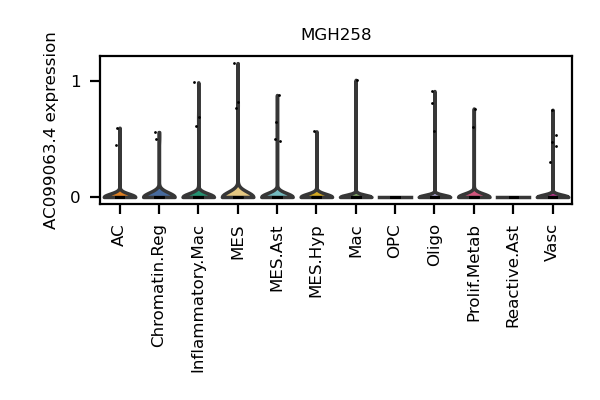 MGH258
AC099063.4 expression
1
0
AC
Chromatin.Reg
Inflammatory.Mac
MES
MES.Ast
MES.Hyp
Mac
OPC
Oligo
Prolif.Metab
Reactive.Ast
Vasc